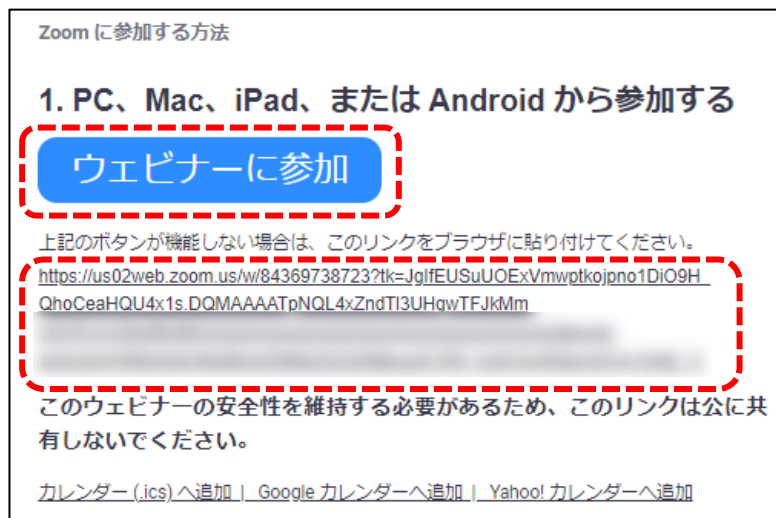 Zoom に参加する方法
1. PC、Mac、iPad、または Android から参加する
ウェビナーに参加
上記のボタンが機能しない場合は、このリンクをブラウザに貼り付けてください。
https://us02web.zoom.us/w/84369738723?tk=JglfEUSuUOExVmwptkojpno1DiO9H_
QhoCeaHQU4x1s.DQMAAAATpNQL4xZndTI3UHgwTFJkMm
このウェビナーの安全性を維持する必要があるため、このリンクは公に共
有しないでください。
カレンダー (.ics) へ追加 | Google カレンダーへ追加 | Yahoo! カレンダーへ追加